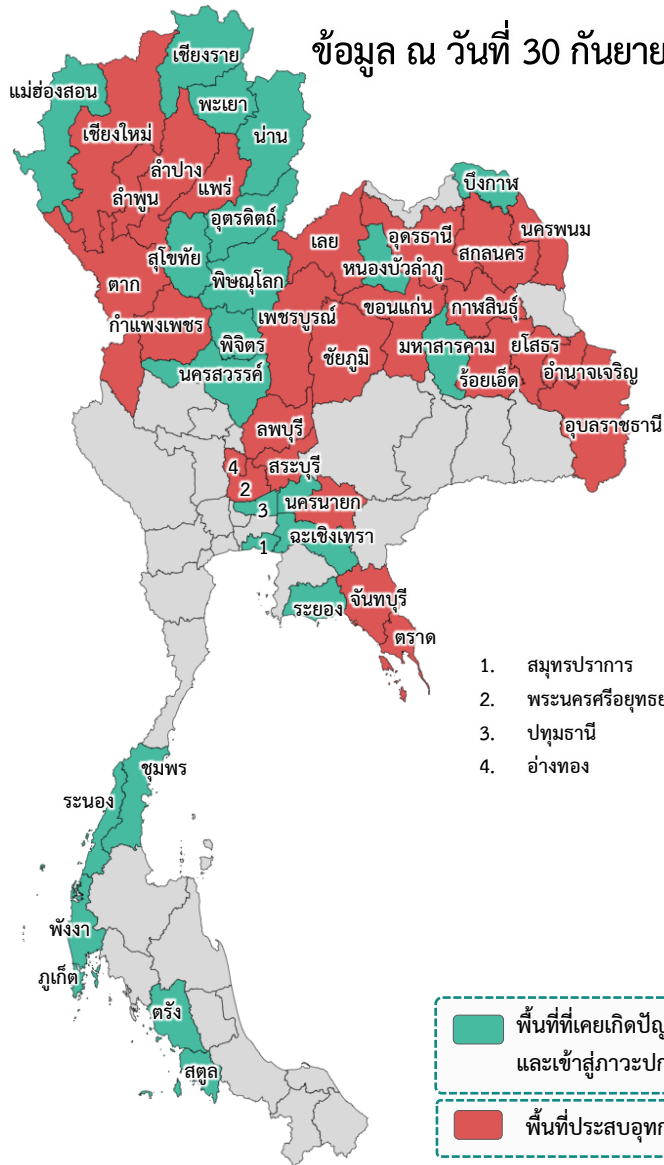 ข้อมูล ณ วันที่ 30 กันยาย
เชียงราย
แม่ฮ่องสอน
พะเยา
เชียงใหม่
น่าน
ลำปาง
แพร่
ลำพูน
บึงกาฬ
อุตรดิตถ์
นครพนม
เลย
อุดรธานี
สกลนคร
สุโขทัย
หนองบัวลำภู
ตาก
พิษณุโลก
ขอนแก่น
กาฬสินธุ์
กำแพงเพชร
เพชรบูรณ์
พิจิตร
ชัยภูมิ
มหาสารคาม
ยโสธร
นครสวรรค์
ร้อยเอ็ด
อำนาจเจริญ
ลพบุรี
อุบลราชธานี
4
สระบุรี
2
3
นครนายก
1
ฉะเชิงเทรา
ระยอง
จันทบุรี
ตราด
1. สมุทรปราการ
2. พระนครศรีอยุทธย
3. ปทุมธานี
4. อ่างทอง
ชุมพร
ระนอง
พังงา
ภูเก็ต
ตรัง
สตูล
พื้นที่ที่เคยเกิดปัญ
และเข้าสู่ภาวะปก
พื้นที่ประสบอุทก